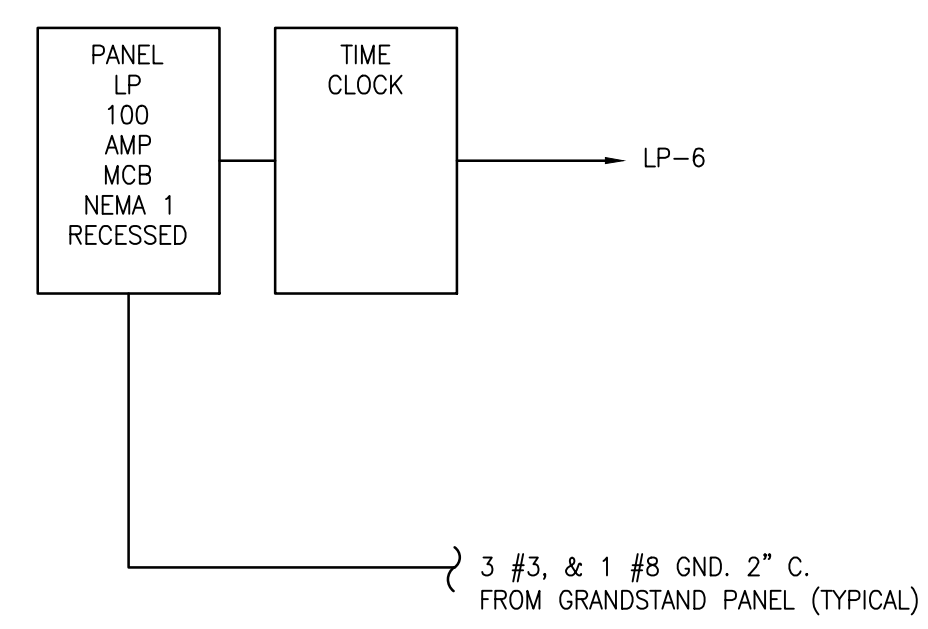 PANEL
LP
100
AMP
MCB
NEMA 1
RECESSED
TIME
CLOCK
LP-6
3 #3, & 1 #8 GND. 2" C.
FROM GRANDSTAND PANEL (TYPICAL)